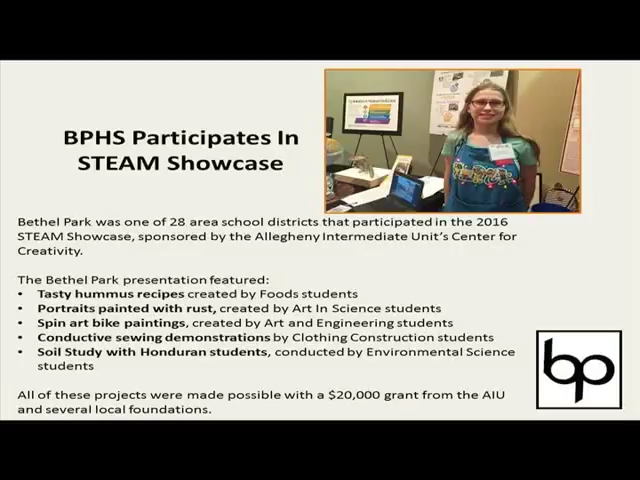 BPHS Participates In
STEAM Showcase
Bethel Park was one of 28 area school districts that participated in the 2016
STEAM Showcase, sponsored by the Allegheny Intermediate Unit's Center for
Creativity.
The Bethel Park presentation featured:
• Tasty hummus recipes created by Foods students
• Portraits painted with rust, created by Art In Science students
• Spin art bike paintings, created by Art and Engineering students
• Conductive sewing demonstrations by Clothing Construction students
• Soil Study with Honduran students, conducted by Environmental Science
students
All of these projects were made possible with a $20,000 grant from the AIU
and several local foundations.
bp